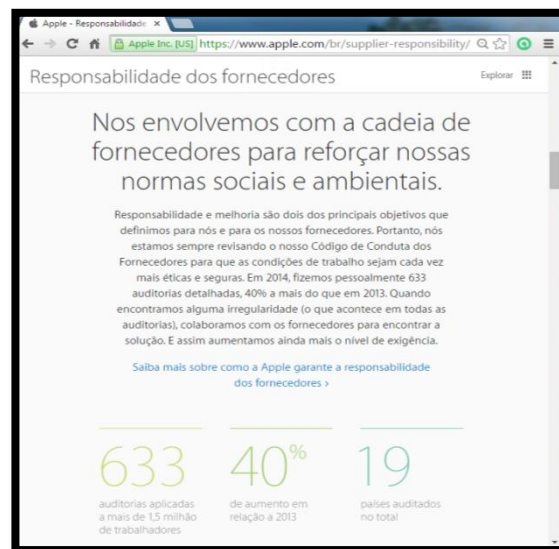 Apple - Responsabilidade
Apple Inc. [US] https://www.apple.com/br/supplier-responsibility/
Responsabilidade dos fornecedores
Explorar
Nos envolvemos com a cadeia de
fornecedores para reforçar nossas
normas sociais e ambientais.
Responsabilidade e melhoria são dois dos principais objetivos que
definimos para nós e para os nossos fornecedores. Portanto, nós
estamos sempre revisando o nosso Código de Conduta dos
Fornecedores para que as condições de trabalho sejam cada vez
mais éticas e seguras. Em 2014, fizemos pessoalmente 633
auditorias detalhadas, 40% a mais do que em 2013. Quando
encontramos alguma irregularidade (o que acontece em todas as
auditorias), colaboramos com os fornecedores para encontrar a
solução. E assim aumentamos ainda mais o nível de exigência.
Saiba mais sobre como a Apple garante a responsabilidade
dos fornecedores ›
633
auditorias aplicadas
a mais de 1,5 milhão
de trabalhadores
40%
de aumento em
relação a 2013
19
países auditados
no total